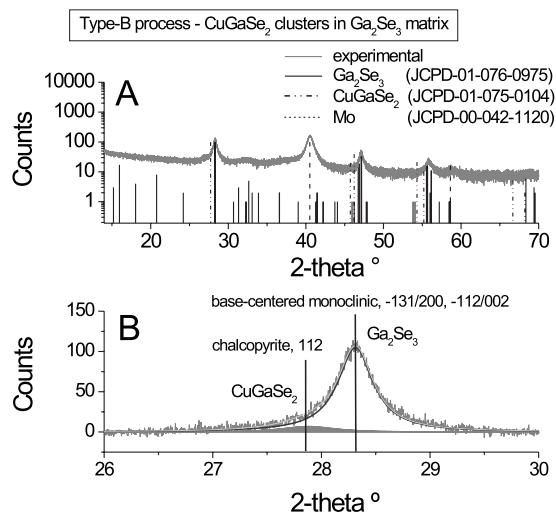 Type-B process - CuGaSe₂ clusters in Ga₂Se₃ matrix
experimental
Ga₂Se₃ (JCPD-01-076-0975)
CuGaSe₂ (JCPD-01-075-0104)
Mo (JCPD-00-042-1120)
A
Counts
10000
1000
100
10
1
20 30 40 50 60 70
2-theta °
B
base-centered monoclinic, -131/200, -112/002
Ga₂Se₃
chalcopyrite, 112
CuGaSe₂
Counts
150
100
50
0
26 27 28 29 30
2-theta º